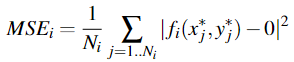 MSE_i = \frac{1}{N_i} \sum_{j=1..N_i} |f_i(x_j^*, y_j^*) - 0|^2